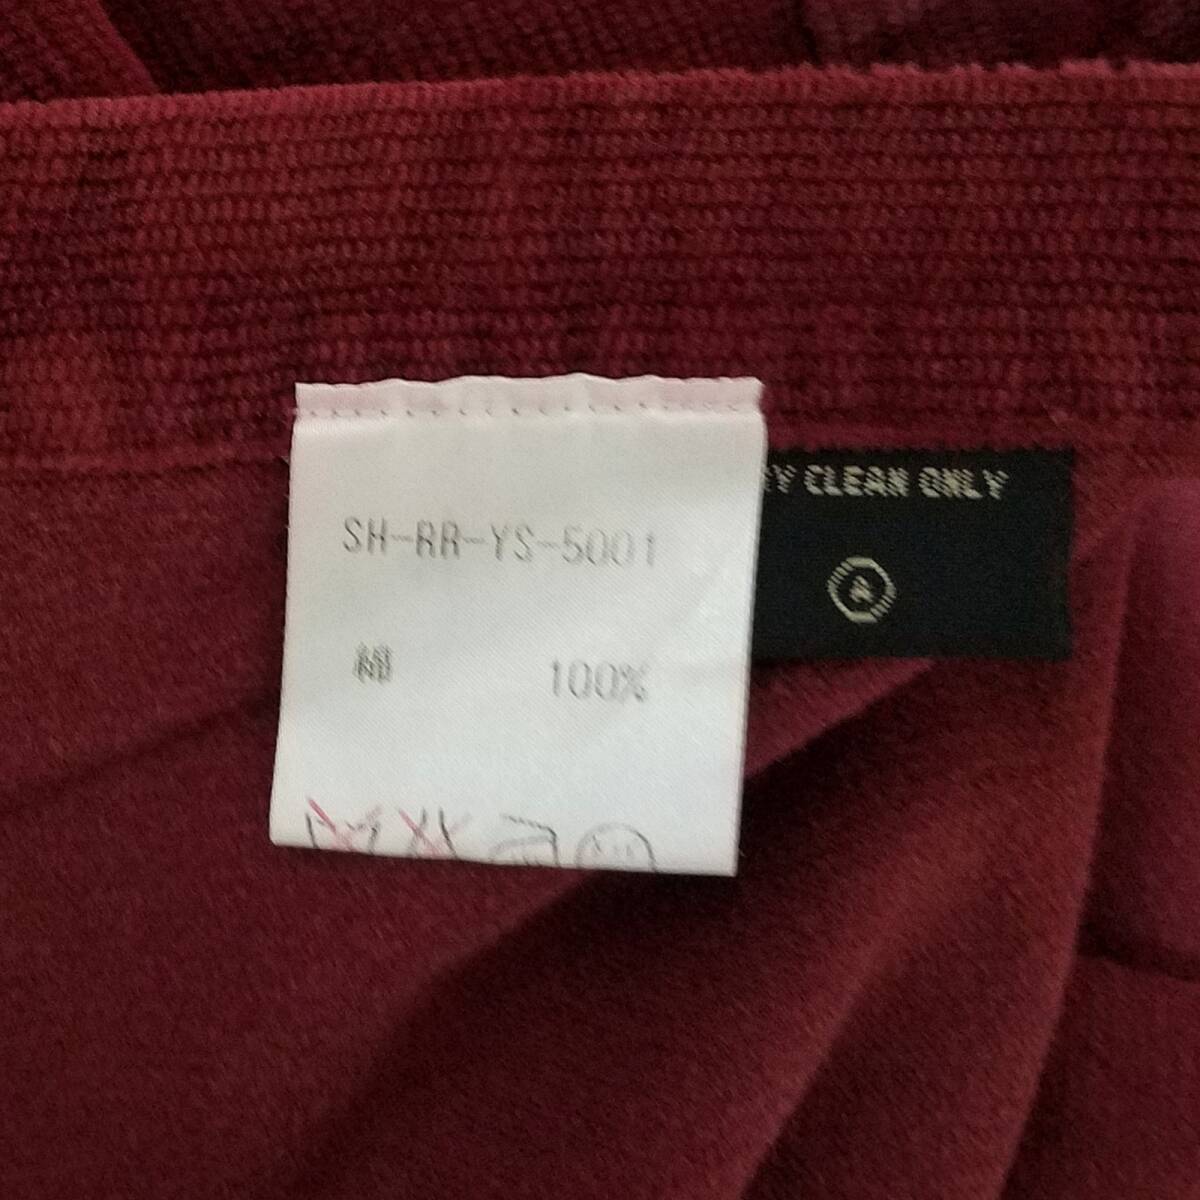 SH-RR-YS-5001
綿 100%
CLEAN ONLY
A